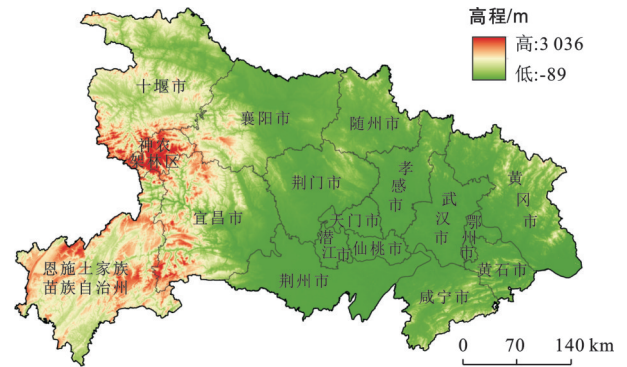 高程/m
高:3 036
低:-89
十堰市
襄阳市
随州市
神农
架林区
荆门市
孝感市
武汉市
黄冈市
宜昌市
天门市
鄂州市
潜江市
仙桃市
恩施土家族
苗族自治州
荆州市
黄石市
咸宁市
0 70 140 km